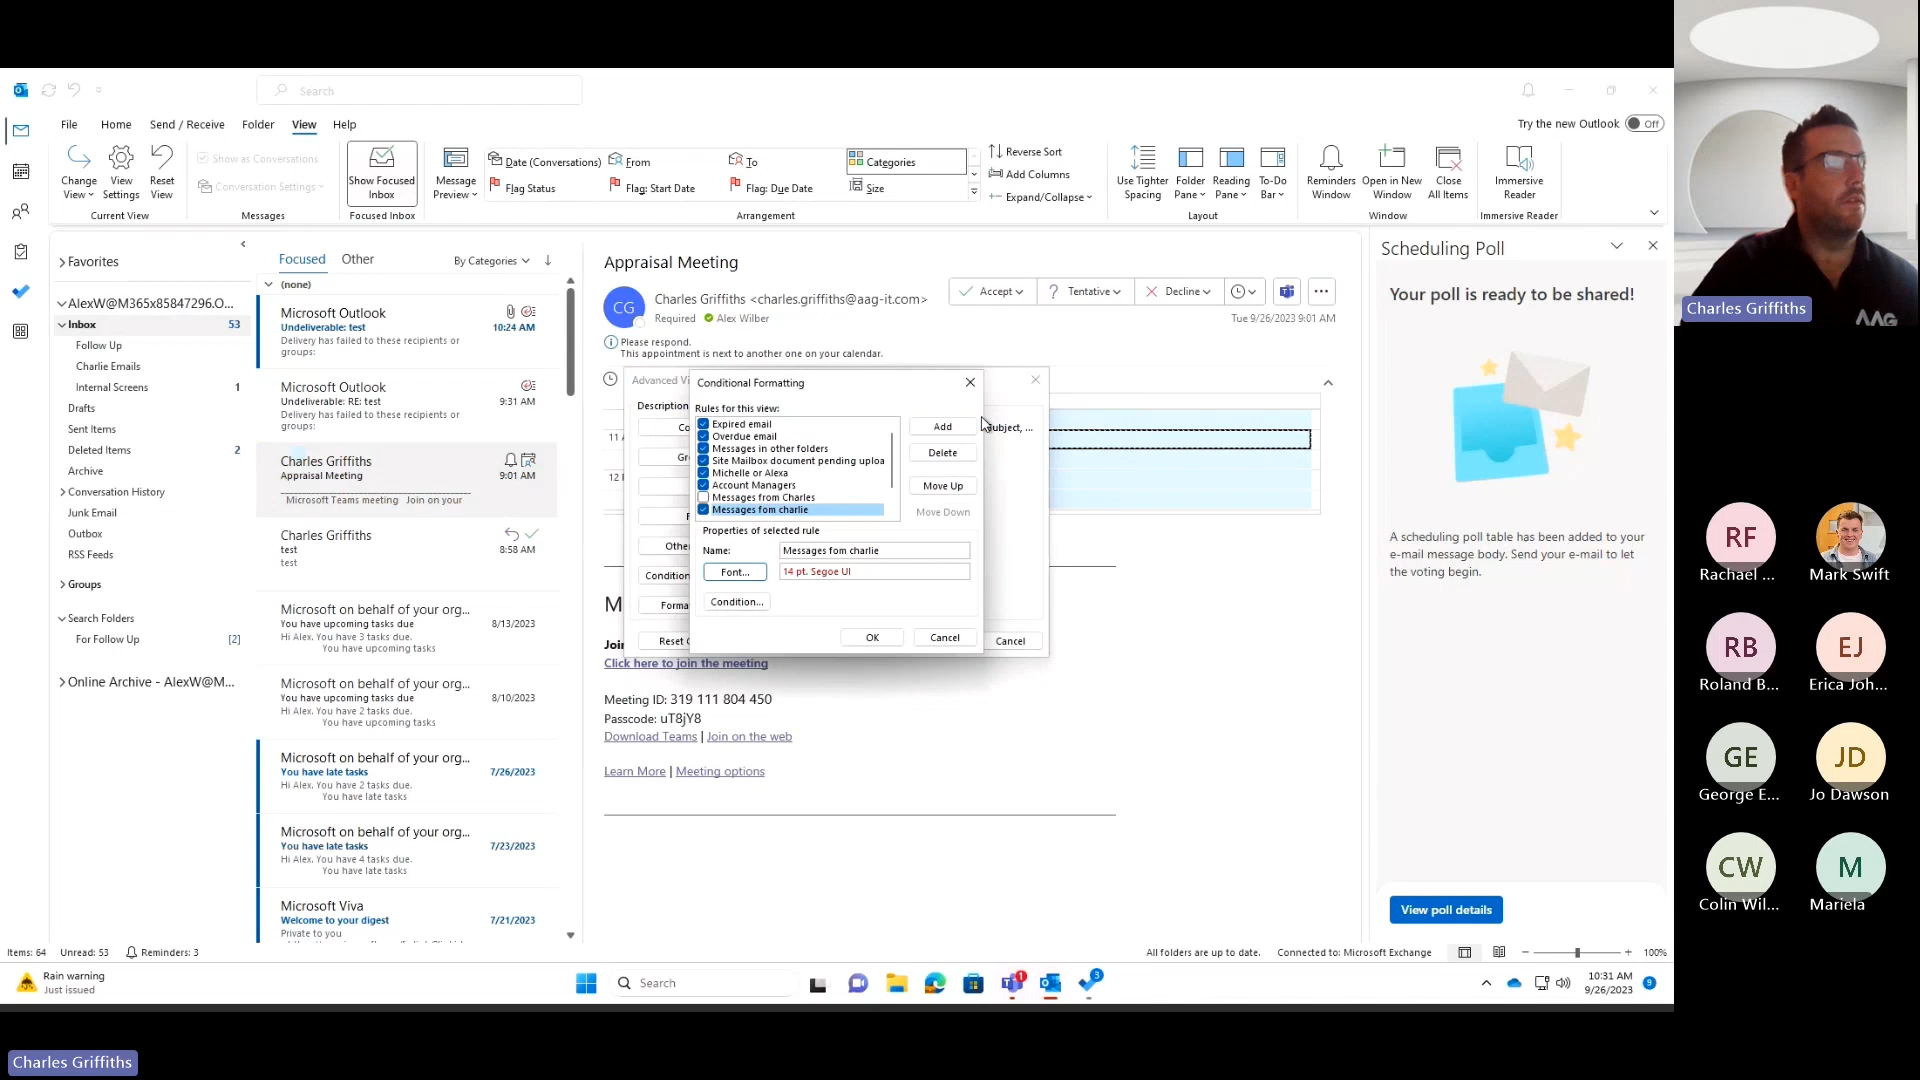 Search
File
Home
Send / Receive
Folder
View
Help
Try the new Outlook
Off
Change View
View Settings
Reset View
Current View
Show as Conversations
Conversation Settings
Messages
Show Focused Inbox
Focused Inbox
Message Preview
Date (Conversations)
From
To
Categories
Flag Status
Flag: Start Date
Flag: Due Date
Size
Reverse Sort
Add Columns
Expand/Collapse
Arrangement
Use Tighter Spacing
Folder Pane
Reading Pane
To-Do Bar
Layout
Reminders Window
Open in New Window
Close All Items
Window
Immersive Reader
Immersive Reader
Favorites
AlexW@M365x85847296.O...
Inbox 53
Follow Up
Charlie Emails
Internal Screens 1
Drafts
Sent Items
Deleted Items 2
Archive
Conversation History
Junk Email
Outbox
RSS Feeds
Groups
Search Folders
For Follow Up [2]
Online Archive - AlexW@M...
Focused
Other
By Categories
(none)
Microsoft Outlook
Undeliverable: test 10:24 AM
Delivery has failed to these recipients or
groups:
Microsoft Outlook
Undeliverable: RE: test 9:31 AM
Delivery has failed to these recipients or
groups:
Charles Griffiths
Appraisal Meeting 9:01 AM
Microsoft Teams meeting Join on your
Charles Griffiths
test 8:58 AM
test
Microsoft on behalf of your org...
You have upcoming tasks due 8/13/2023
Hi Alex. You have 3 tasks due.
You have upcoming tasks
Microsoft on behalf of your org...
You have upcoming tasks due 8/10/2023
Hi Alex. You have 2 tasks due.
You have upcoming tasks
Microsoft on behalf of your org...
You have late tasks 7/26/2023
Hi Alex. You have 2 tasks due.
You have late tasks
Microsoft on behalf of your org...
You have late tasks 7/23/2023
Hi Alex. You have 4 tasks due.
You have late tasks
Microsoft Viva
Welcome to your digest 7/21/2023
Private to you
Appraisal Meeting
CG
Charles Griffiths <charles.griffiths@aag-it.com>
Required Alex Wilber
Accept
Tentative
Decline
Tue 9/26/2023 9:01 AM
Please respond.
This appointment is next to another one on your calendar.
11
12
Advanced Vi
Description
Co
Gr
Other
Condition
Forma
Reset
ubject, ...
Cancel
Conditional Formatting
Rules for this view:
Expired email
Overdue email
Messages in other folders
Site Mailbox document pending uploa
Michelle or Alexa
Account Managers
Messages from Charles
Messages fom charlie
Add
Delete
Move Up
Move Down
Properties of selected rule
Name: Messages fom charlie
Font... 14 pt. Segoe UI
Condition...
OK
Cancel
M
Joi
Click here to join the meeting
Meeting ID: 319 111 804 450
Passcode: uT8jY8
Download Teams | Join on the web
Learn More | Meeting options
Scheduling Poll
Your poll is ready to be shared!
A scheduling poll table has been added to your
e-mail message body. Send your e-mail to let
the voting begin.
View poll details
Items: 64
Unread: 53
Reminders: 3
All folders are up to date.
Connected to: Microsoft Exchange
100%
Rain warning
Just issued
Search
1
3
10:31 AM
9/26/2023
9
Charles Griffiths
AAG
RF
Rachael ...
Mark Swift
RB
Roland B...
EJ
Erica Joh...
GE
George E...
JD
Jo Dawson
CW
Colin Wil...
M
Mariela
Charles Griffiths